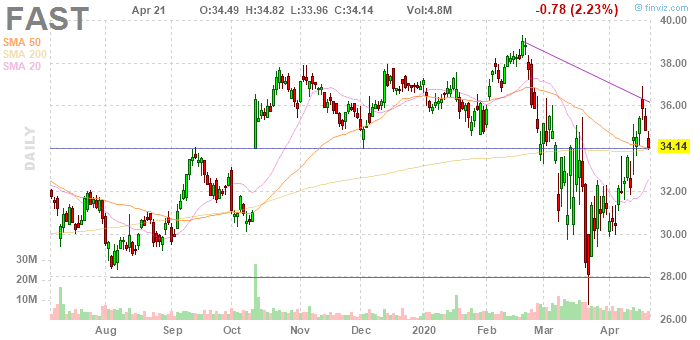 FAST
Apr 21
O:34.49 H:34.82 L:33.96 C:34.14
Vol:4.8M
-0.78 (2.23%)
© finviz.com
SMA 50
SMA 200
SMA 20
DAILY
40.00
38.00
36.00
34.14
32.00
30.00
28.00
26.00
30M
20M
10M
Aug Sep Oct Nov Dec 2020 Feb Mar Apr